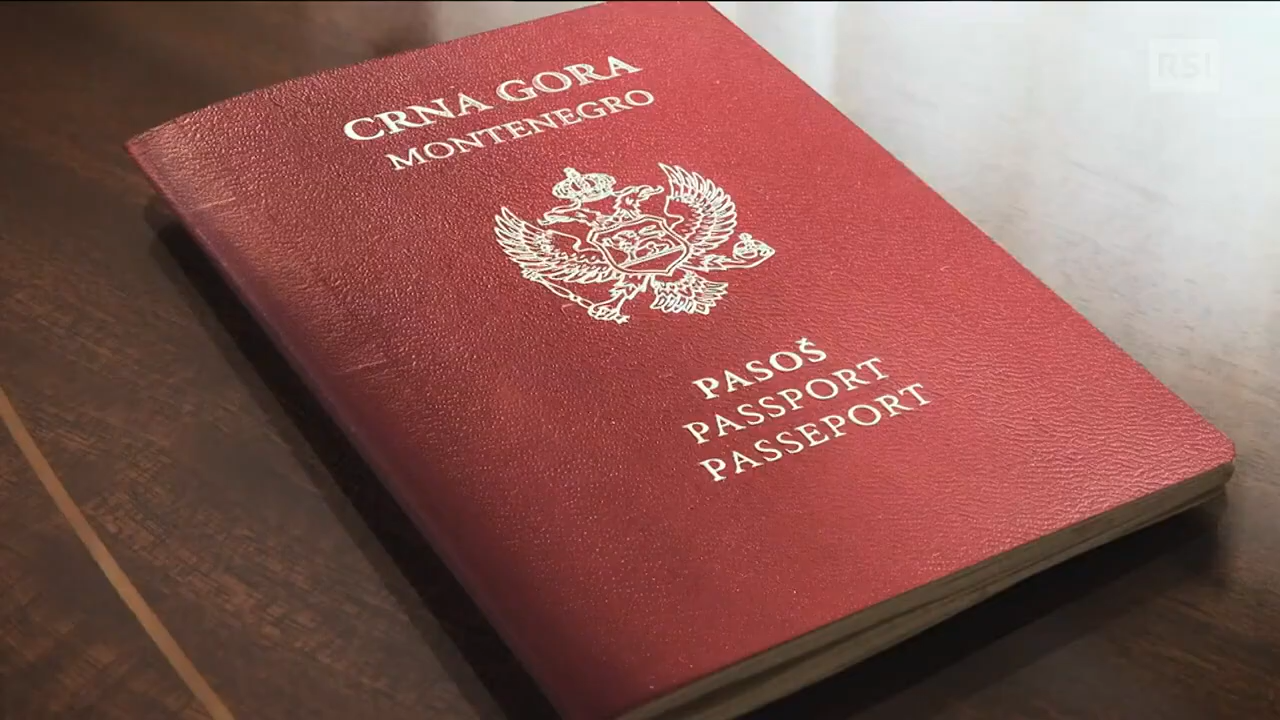 RSI
CRNA GORA
MONTENEGRO
PASOŠ
PASSPORT
PASSEPORT